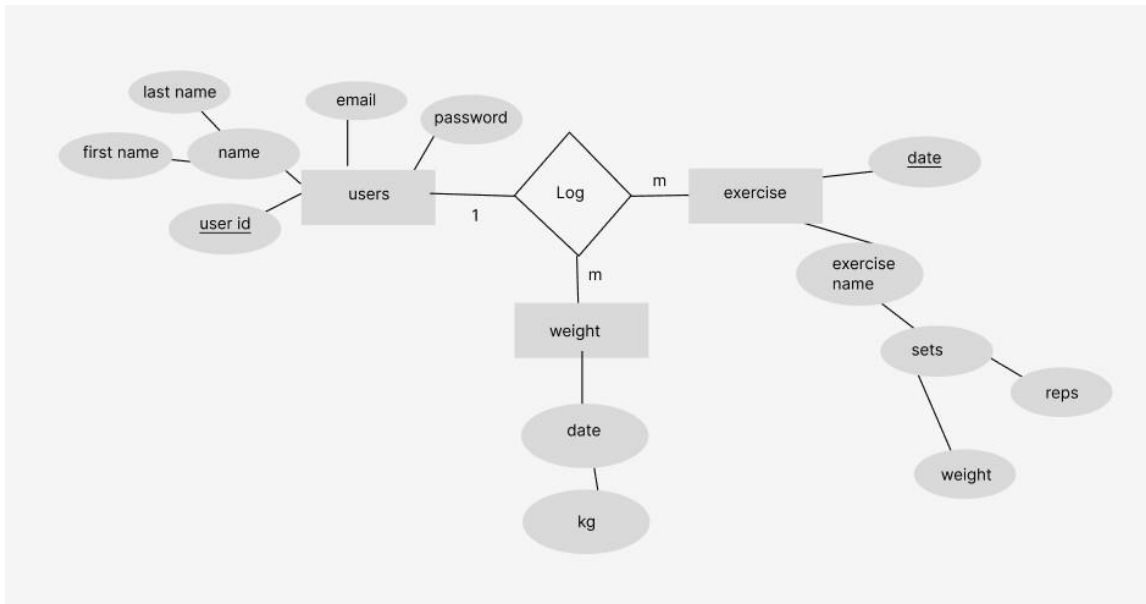 last name
email
password
first name
name
date
m
Log
exercise
users
user id
1
m
exercise
name
weight
sets
reps
date
weight
kg